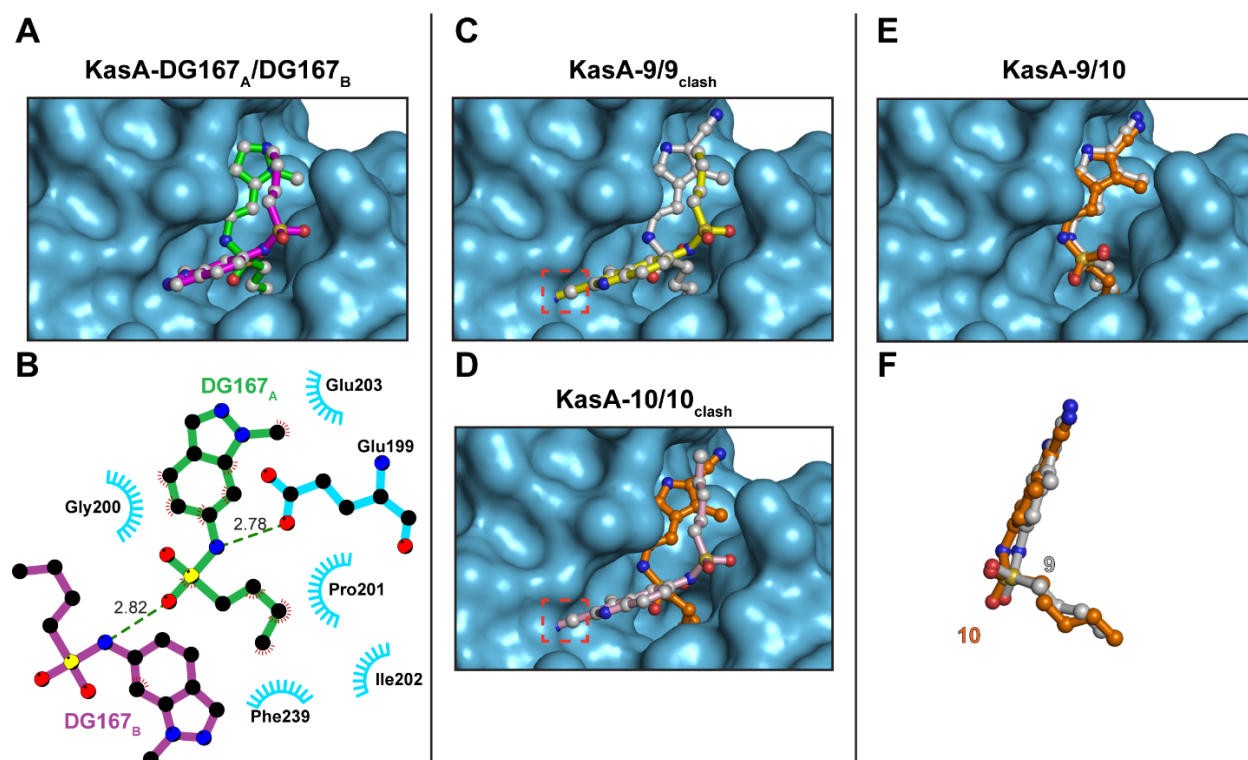 A
KasA-DG167A/DG167B
B
DG167A
Glu203
Glu199
Gly200
2.78
Pro201
2.82
Ile202
Phe239
DG167B
C
KasA-9/9clash
D
KasA-10/10clash
E
KasA-9/10
F
9
10